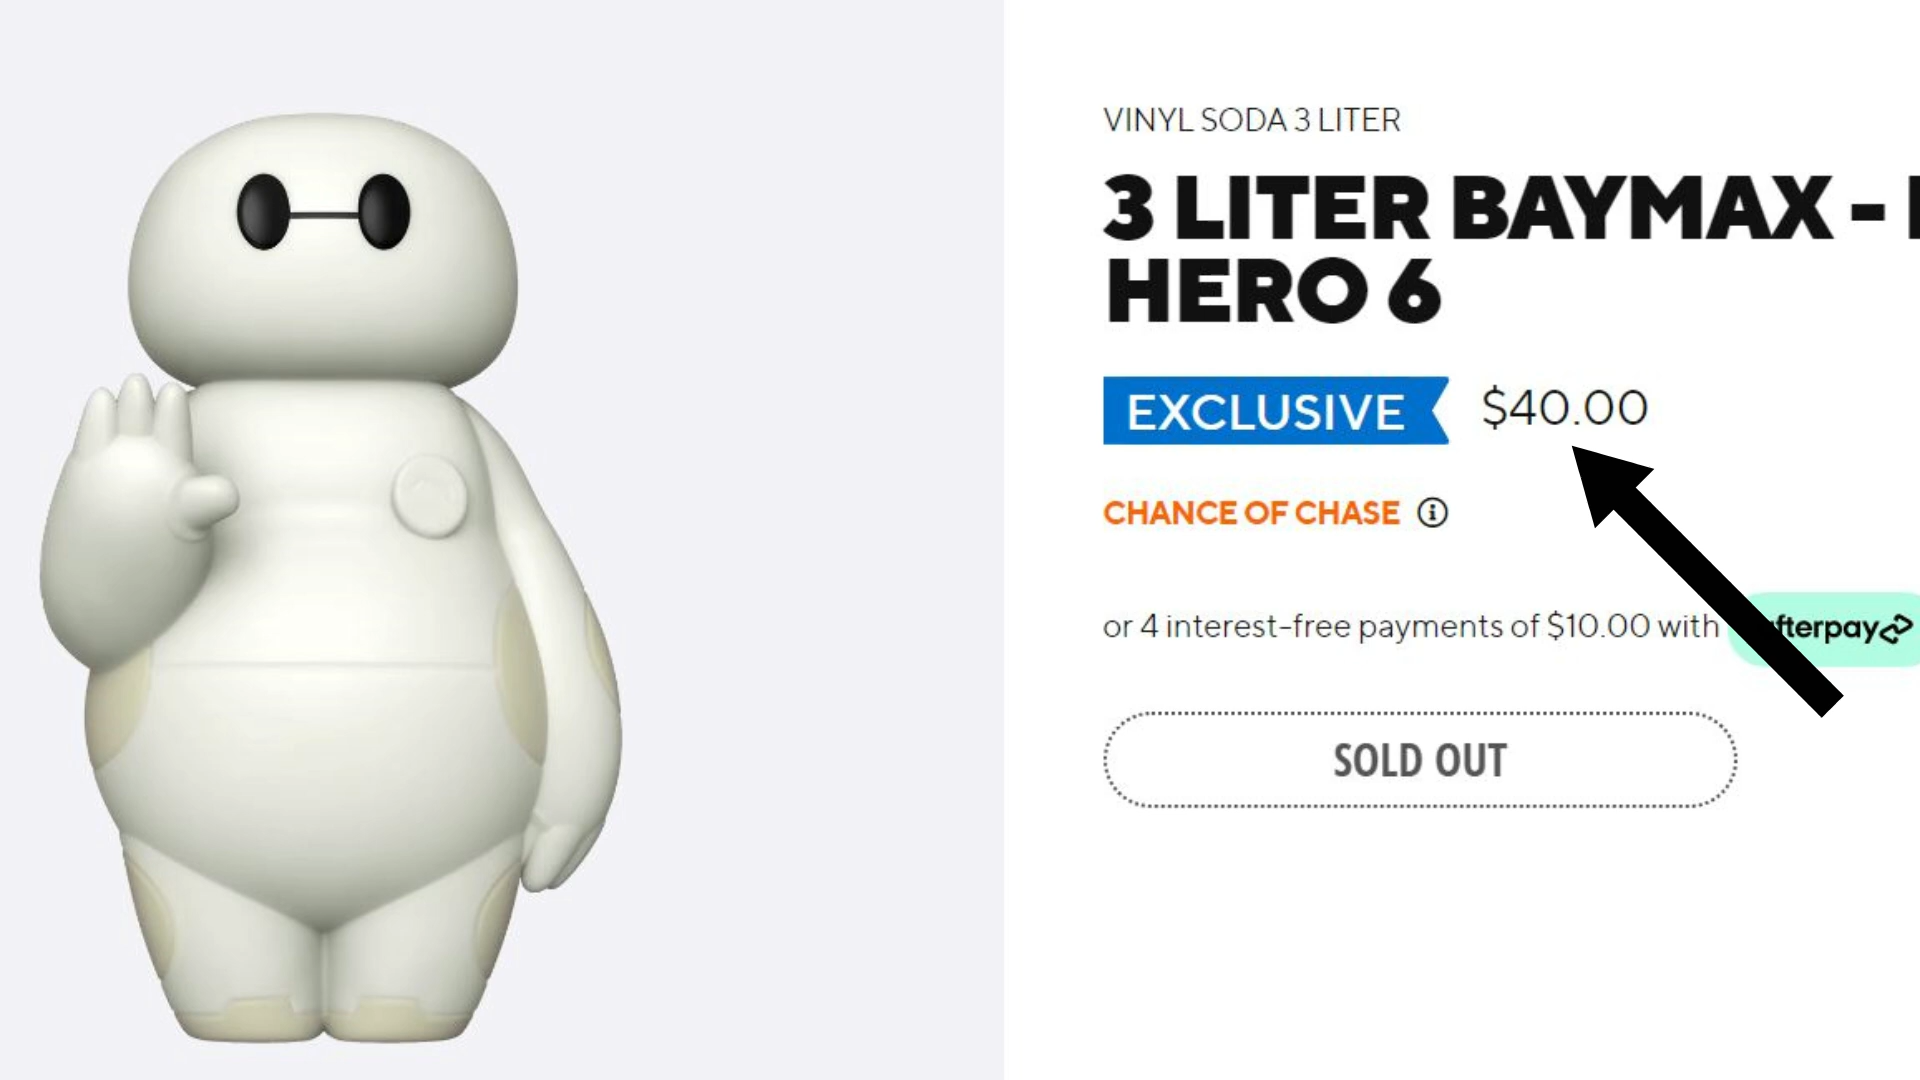 VINYL SODA 3 LITER
3 LITER BAYMAX -
HERO 6
EXCLUSIVE $40.00
CHANCE OF CHASE
or 4 interest-free payments of $10.00 with
SOLD OUT